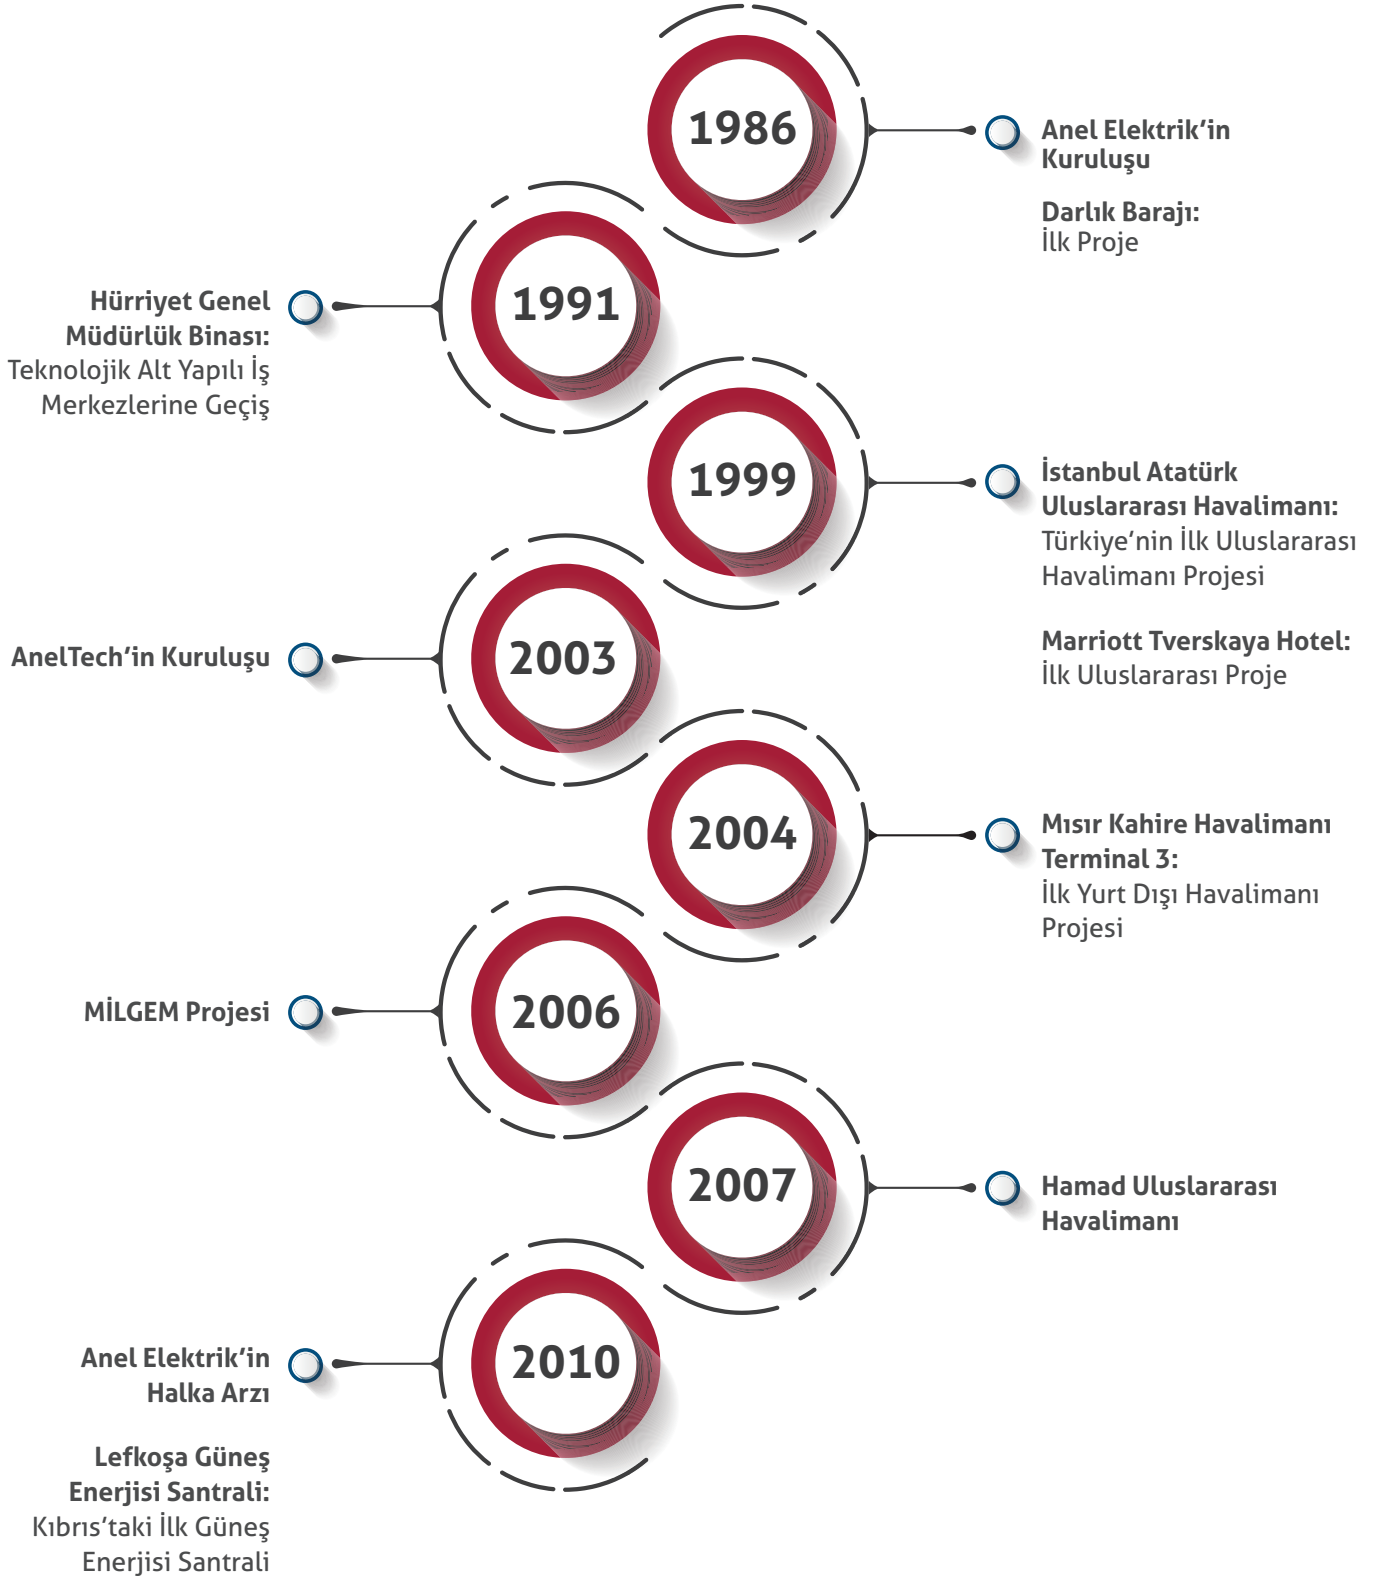 1986
Anel Elektrik’in
Kuruluşu
Darlık Barajı:
İlk Proje
1991
Hürriyet Genel
Müdürlük Binası:
Teknolojik Alt Yapılı İş
Merkezlerine Geçiş
1999
İstanbul Atatürk
Uluslararası Havalimanı:
Türkiye’nin İlk Uluslararası
Havalimanı Projesi
Marriott Tverskaya Hotel:
İlk Uluslararası Proje
2003
AnelTech’in Kuruluşu
2004
Mısır Kahire Havalimanı
Terminal 3:
İlk Yurt Dışı Havalimanı
Projesi
2006
MİLGEM Projesi
2007
Hamad Uluslararası
Havalimanı
2010
Anel Elektrik’in
Halka Arzı
Lefkoşa Güneş
Enerjisi Santrali:
Kıbrıs’taki İlk Güneş
Enerjisi Santrali